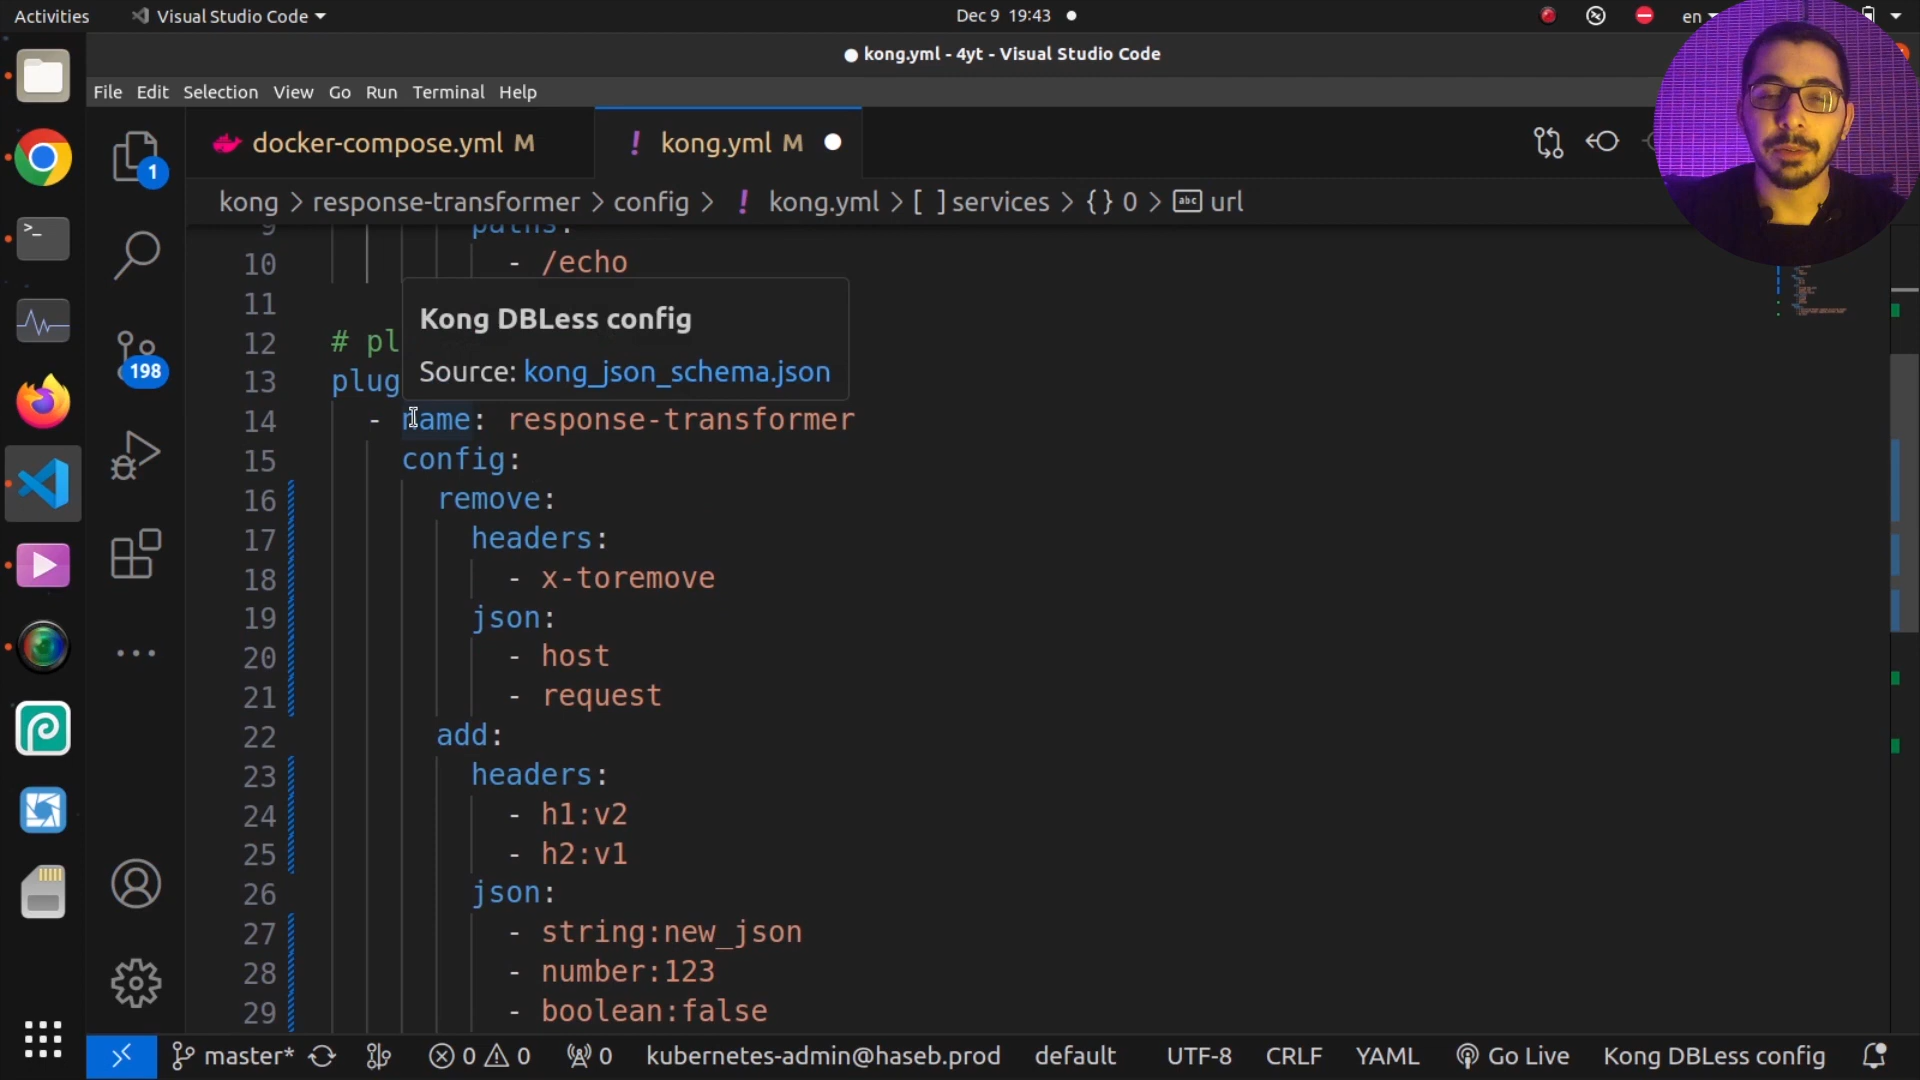 Activities Visual Studio Code Dec 9 19:43 en
kong.yml - 4yt - Visual Studio Code
File Edit Selection View Go Run Terminal Help
docker-compose.yml M kong.yml M
kong > response-transformer > config > kong.yml > [ ] services > { } 0 > abc url
9 paths:
10 - /echo
11
12 # pl
13 plug
14 - name: response-transformer
15 config:
16 remove:
17 headers:
18 - x-toremove
19 json:
20 - host
21 - request
22 add:
23 headers:
24 - h1:v2
25 - h2:v1
26 json:
27 - string:new_json
28 - number:123
29 - boolean:false
Kong DBLess config
Source: kong_json_schema.json
1
198
master* 0 0 0 kubernetes-admin@haseb.prod default UTF-8 CRLF YAML Go Live Kong DBLess config